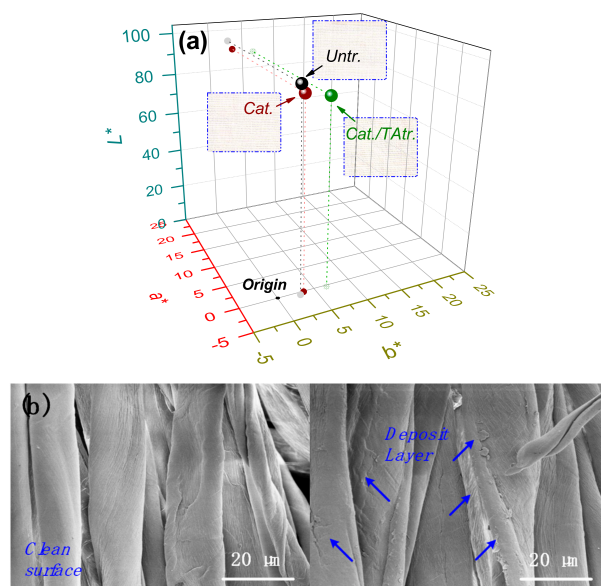 (a)
100
80
60
40
20
0
L*
Untr.
Cat.
Cat./TAtr.
25
20
15
10
5
0
-5
a*
Origin
-5
0
5
10
15
20
25
b*
(b)
Deposit
Layer
Clean
surface
20 μm
20 μm